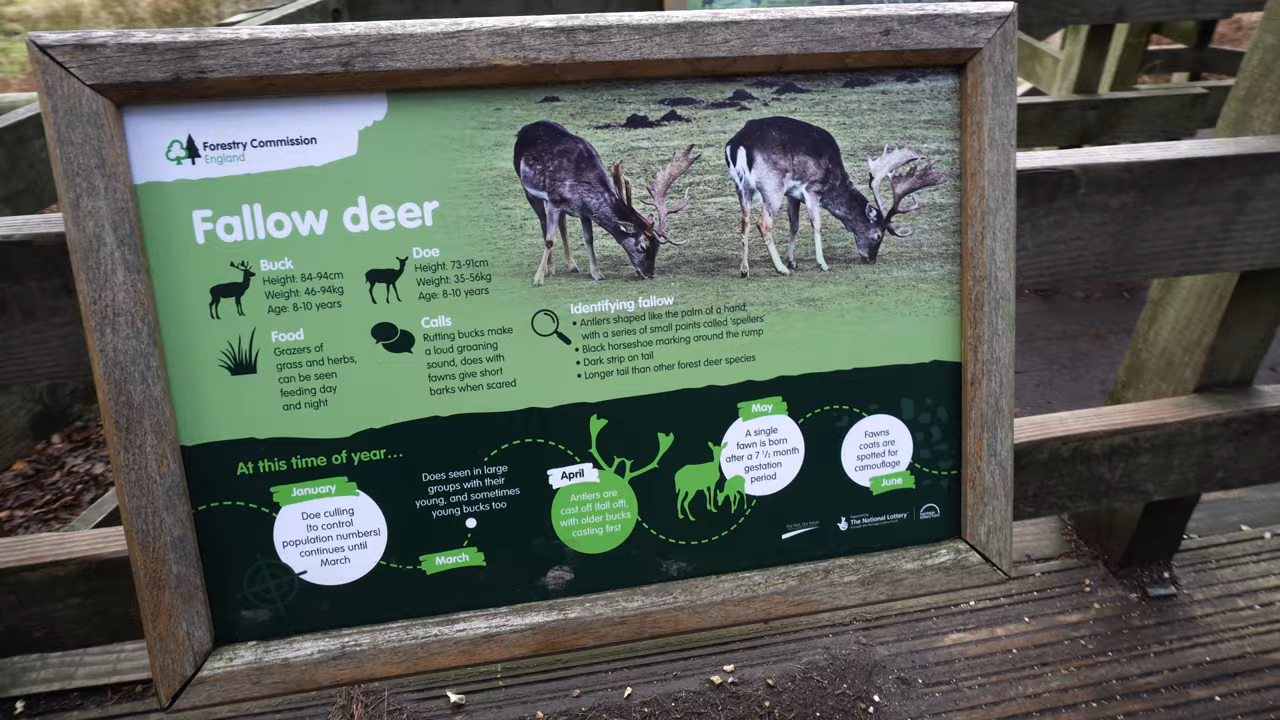 Forestry Commission
England
Fallow deer
Buck
Height: 84-94cm
Weight: 46-94kg
Age: 8-10 years
Doe
Height: 73-91cm
Weight: 35-56kg
Age: 8-10 years
Food
Grazers of
grass and herbs,
can be seen
feeding day
and night
Calls
Rutting bucks make
a loud groaning
sound, does with
fawns give short
barks when scared
Identifying fallow
• Antlers shaped like the palm of a hand,
with a series of small points called 'spellers'
• Black horseshoe marking around the rump
• Dark strip on tail
• Longer tail than other forest deer species
At this time of year...
January
Doe culling
(to control
population numbers)
continues until
March
Does seen in large
groups with their
young, and sometimes
young bucks too
March
April
Antlers are
cast off (fall off),
with older bucks
casting first
May
A single
fawn is born
after a 7 ½ month
gestation
period
Fawns
coats are
spotted for
camouflage
June
The National Lottery